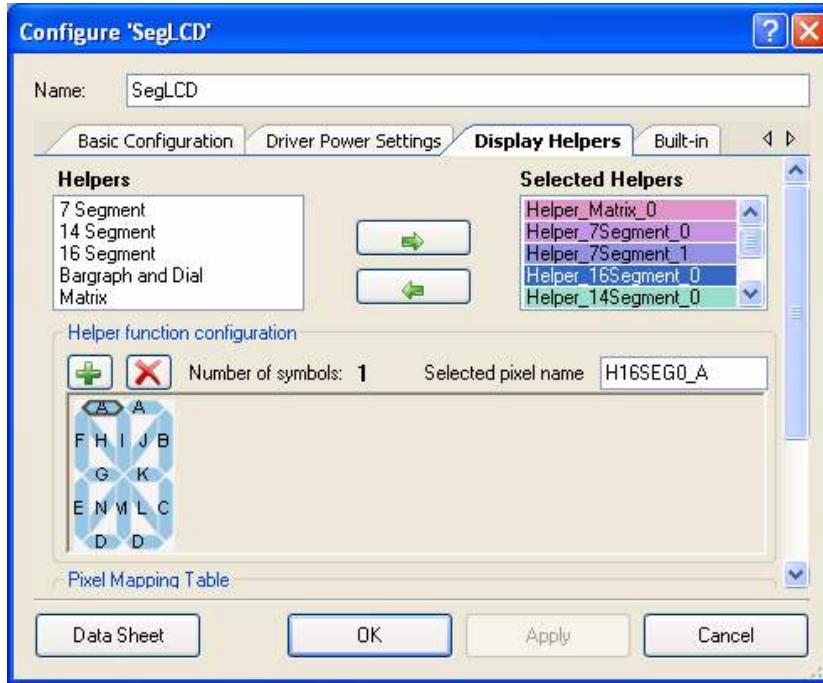 Configure 'SegLCD'
Name: SegLCD
Basic Configuration Driver Power Settings Display Helpers Built-in
Helpers Selected Helpers
7 Segment
14 Segment
16 Segment
Bargraph and Dial
Matrix
Helper_Matrix_0
Helper_7Segment_0
Helper_7Segment_1
Helper_16Segment_0
Helper_14Segment_0
Helper function configuration
Number of symbols: 1 Selected pixel name H16SEG0_A
A A
F H I J B
G K
E N M L C
D D
Pixel Mapping Table
Data Sheet OK Apply Cancel